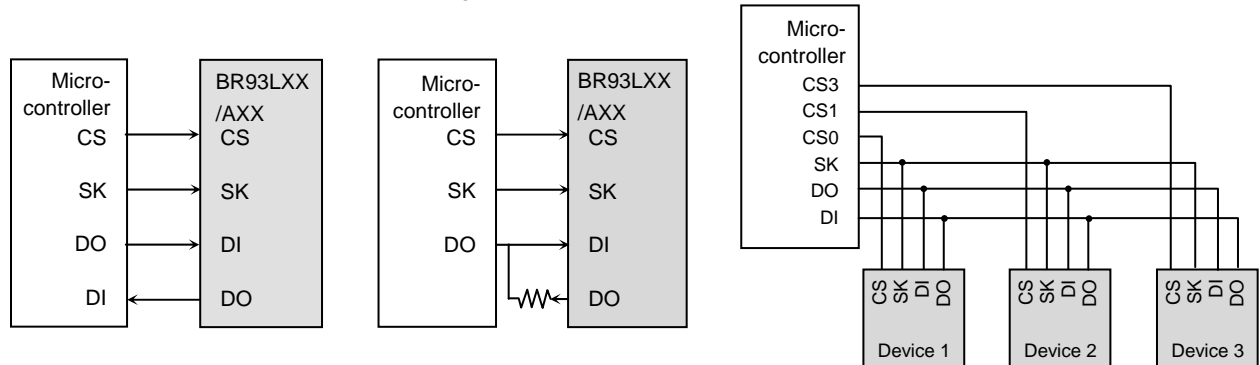 Micro-
controller
CS
SK
DO
DI
BR93LXX
/AXX
CS
SK
DI
DO
Micro-
controller
CS
SK
DO
BR93LXX
/AXX
CS
SK
DI
DO
Micro-
controller
CS3
CS1
CS0
SK
DO
DI
CS
SK
DI
DO
Device 1
CS
SK
DI
DO
Device 2
CS
SK
DI
DO
Device 3